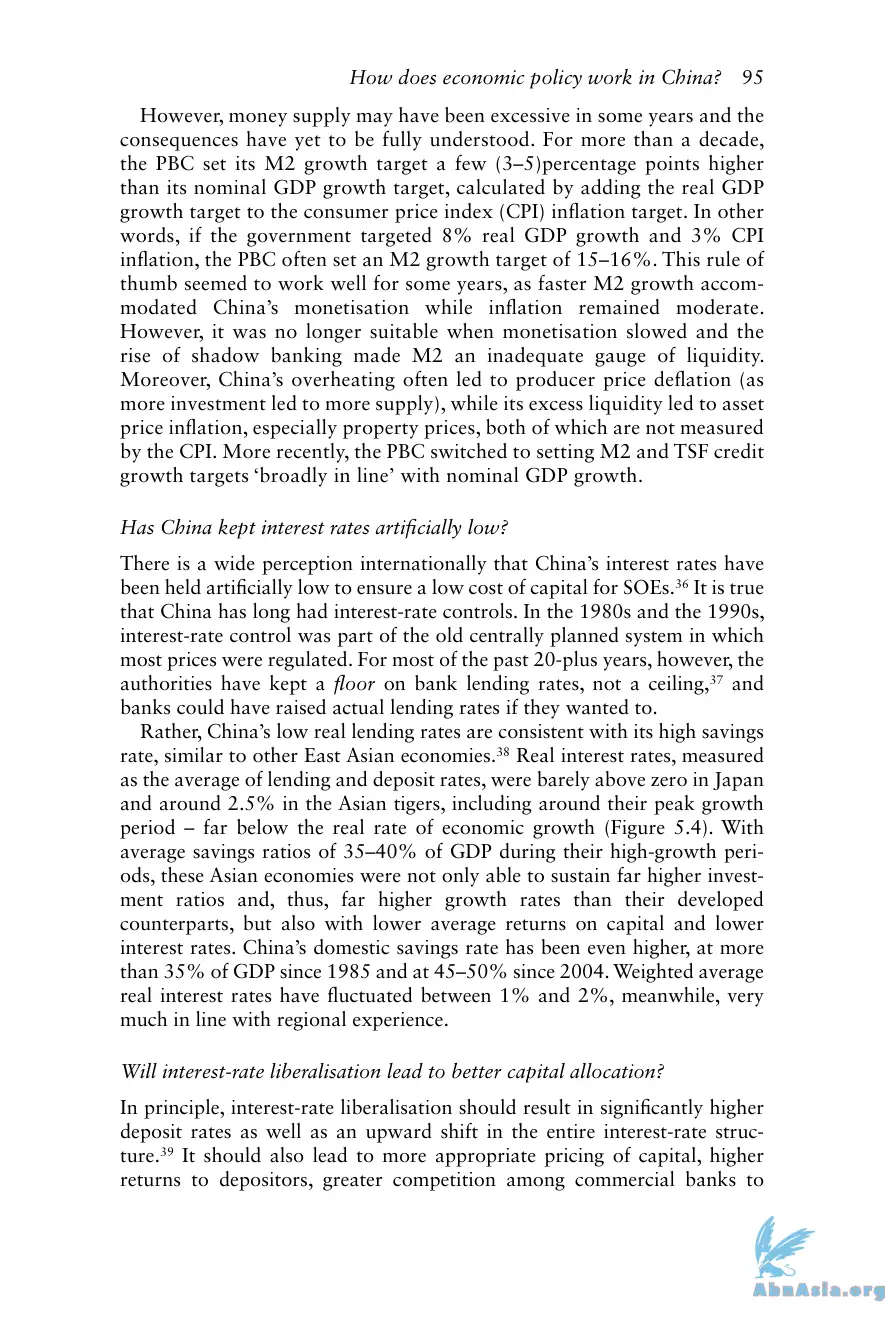 How does economic policy work in China? 95
However, money supply may have been excessive in some years and the
consequences have yet to be fully understood. For more than a decade,
the PBC set its M2 growth target a few (3–5)percentage points higher
than its nominal GDP growth target, calculated by adding the real GDP
growth target to the consumer price index (CPI) inflation target. In other
words, if the government targeted 8% real GDP growth and 3% CPI
inflation, the PBC often set an M2 growth target of 15–16%. This rule of
thumb seemed to work well for some years, as faster M2 growth accom-
modated China’s monetisation while inflation remained moderate.
However, it was no longer suitable when monetisation slowed and the
rise of shadow banking made M2 an inadequate gauge of liquidity.
Moreover, China’s overheating often led to producer price deflation (as
more investment led to more supply), while its excess liquidity led to asset
price inflation, especially property prices, both of which are not measured
by the CPI. More recently, the PBC switched to setting M2 and TSF credit
growth targets ‘broadly in line’ with nominal GDP growth.
Has China kept interest rates artificially low?
There is a wide perception internationally that China’s interest rates have
been held artificially low to ensure a low cost of capital for SOEs.36 It is true
that China has long had interest-rate controls. In the 1980s and the 1990s,
interest-rate control was part of the old centrally planned system in which
most prices were regulated. For most of the past 20-plus years, however, the
authorities have kept a floor on bank lending rates, not a ceiling,37 and
banks could have raised actual lending rates if they wanted to.
Rather, China’s low real lending rates are consistent with its high savings
rate, similar to other East Asian economies.38 Real interest rates, measured
as the average of lending and deposit rates, were barely above zero in Japan
and around 2.5% in the Asian tigers, including around their peak growth
period – far below the real rate of economic growth (Figure 5.4). With
average savings ratios of 35–40% of GDP during their high-growth peri-
ods, these Asian economies were not only able to sustain far higher invest-
ment ratios and, thus, far higher growth rates than their developed
counterparts, but also with lower average returns on capital and lower
interest rates. China’s domestic savings rate has been even higher, at more
than 35% of GDP since 1985 and at 45–50% since 2004. Weighted average
real interest rates have fluctuated between 1% and 2%, meanwhile, very
much in line with regional experience.
Will interest-rate liberalisation lead to better capital allocation?
In principle, interest-rate liberalisation should result in significantly higher
deposit rates as well as an upward shift in the entire interest-rate struc-
ture.39 It should also lead to more appropriate pricing of capital, higher
returns to depositors, greater competition among commercial banks to
AbnAsia.org